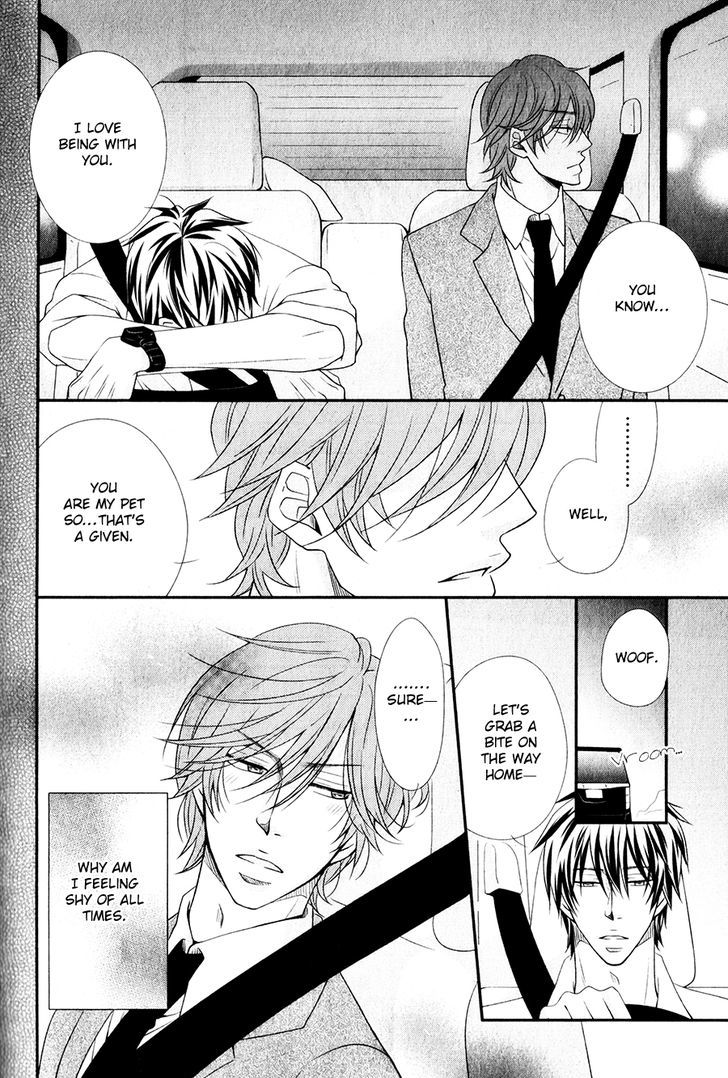 YOU
KNOW...
I LOVE
BEING WITH
YOU.
.........
WELL,
YOU
ARE MY PET
SO...THAT'S
A GIVEN.
WOOF.
vroom...
LET'S
GRAB A
BITE ON
THE WAY
HOME—
.......
SURE—
...
WHY AM
I FEELING
SHY OF ALL
TIMES.